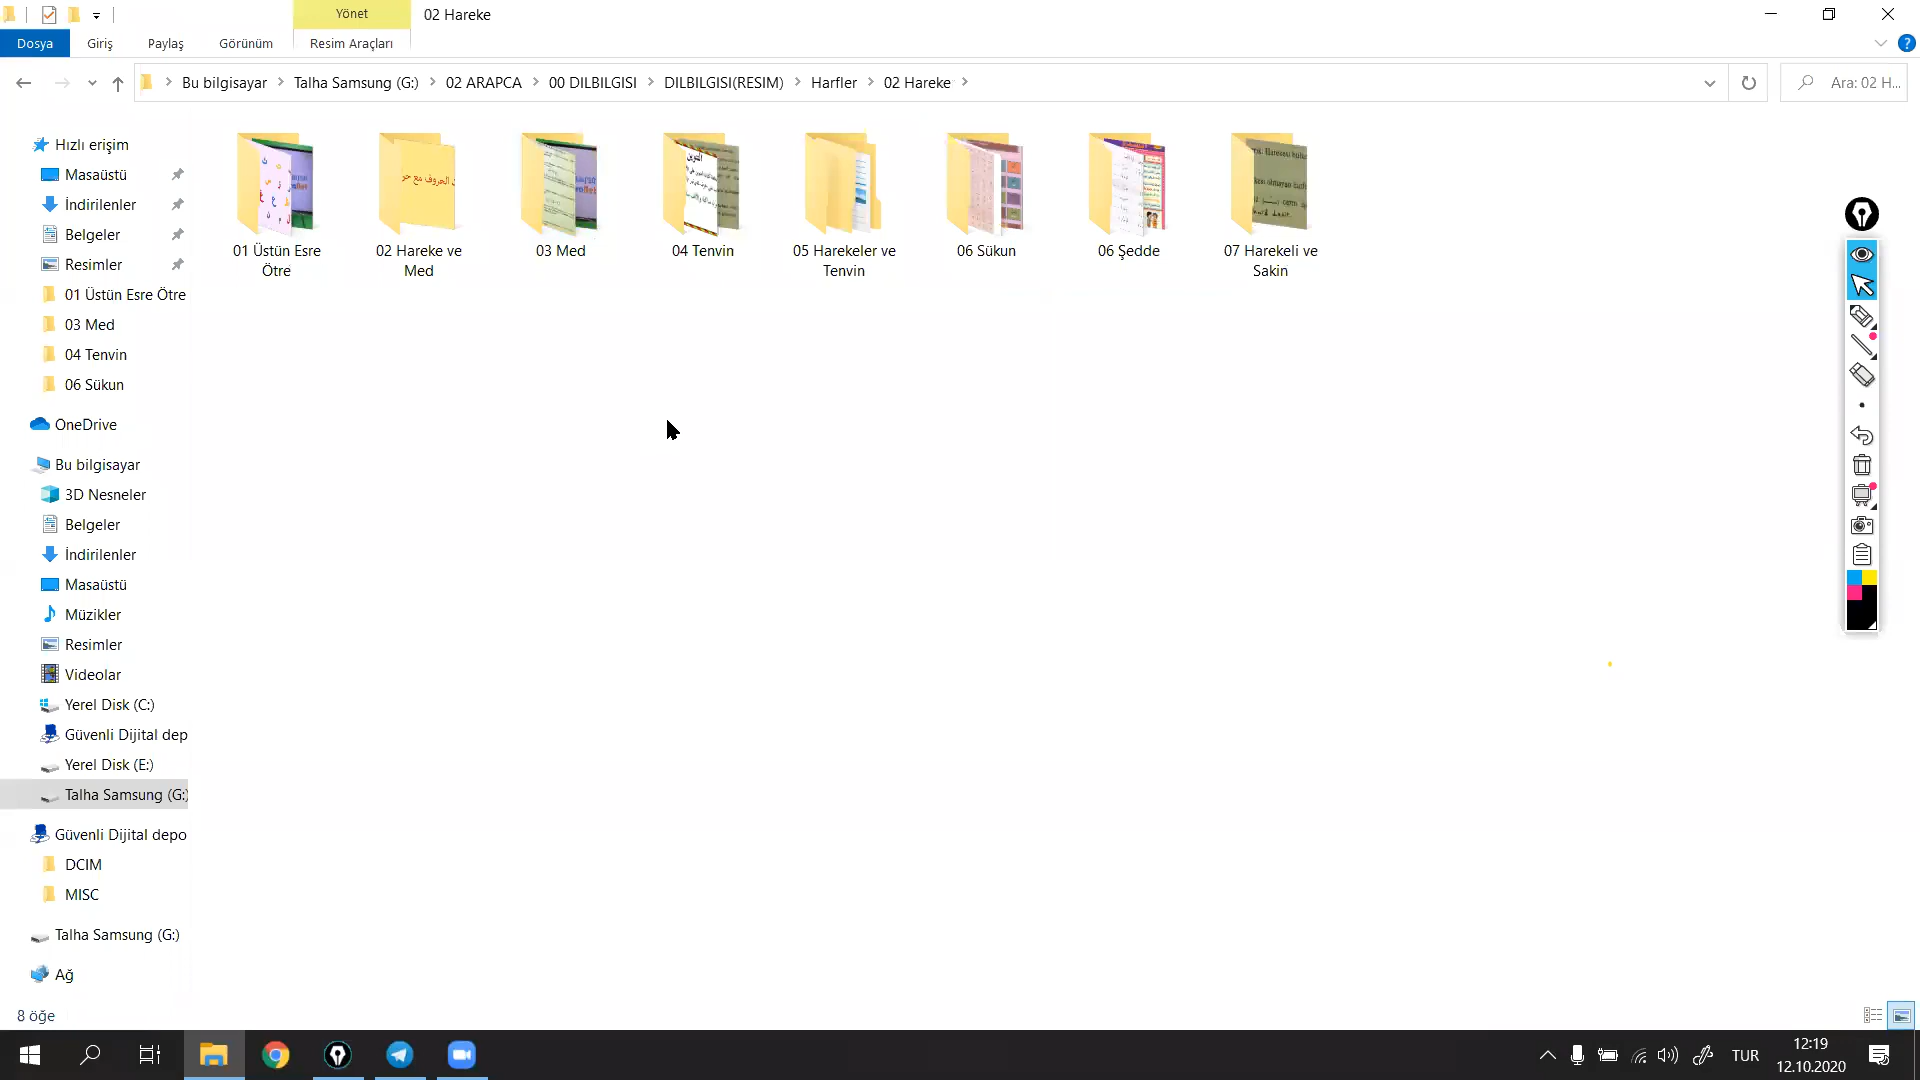 Yönet
02 Hareke
Dosya
Giriş
Paylaş
Görünüm
Resim Araçları
Bu bilgisayar
Talha Samsung (G:)
02 ARAPCA
00 DILBILGISI
DILBILGISI(RESIM)
Harfler
02 Hareke
Ara: 02 H...
Hızlı erişim
Masaüstü
İndirilenler
Belgeler
Resimler
01 Üstün Esre Ötre
03 Med
04 Tenvin
06 Sükun
OneDrive
Bu bilgisayar
3D Nesneler
Belgeler
İndirilenler
Masaüstü
Müzikler
Resimler
Videolar
Yerel Disk (C:)
Güvenli Dijital dep
Yerel Disk (E:)
Talha Samsung (G:)
Güvenli Dijital depo
DCIM
MISC
Talha Samsung (G:)
Ağ
01 Üstün Esre
Ötre
02 Hareke ve
Med
03 Med
04 Tenvin
05 Harekeler ve
Tenvin
06 Sükun
06 Şedde
07 Harekeli ve
Sakin
العروف مع حر
التنوين
8 öğe
TUR
12:19
12.10.2020